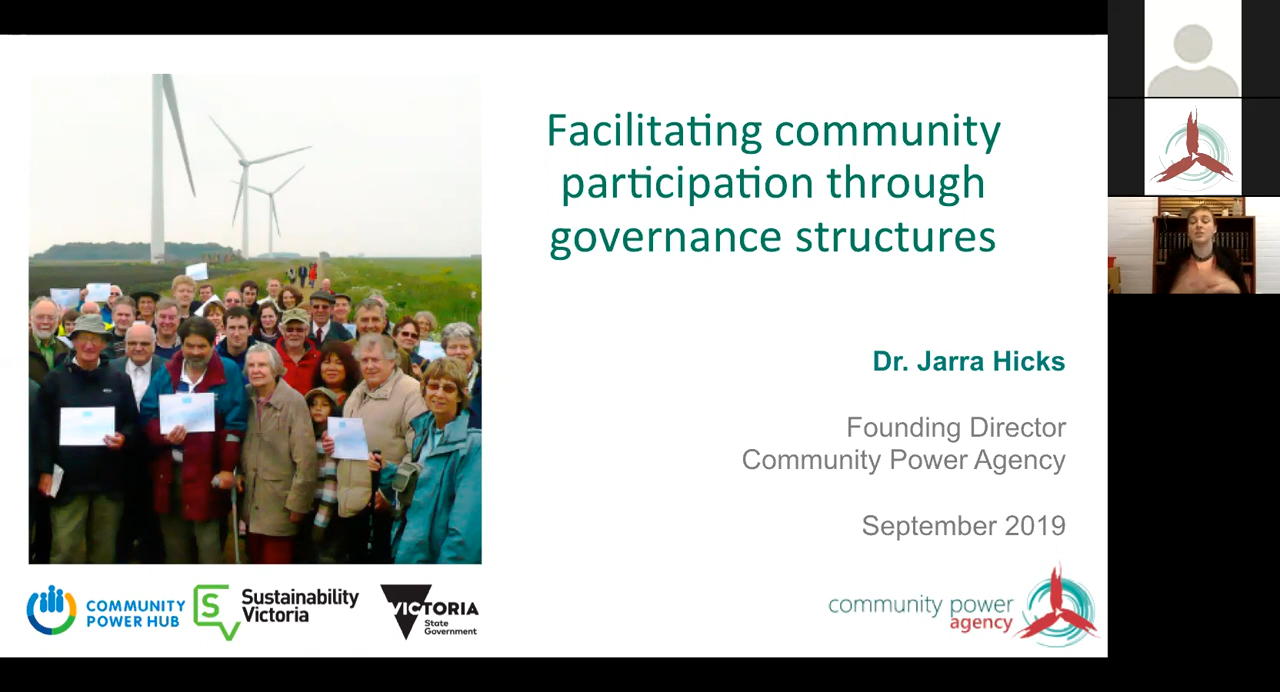 Facilitating community
participation through
governance structures
Dr. Jarra Hicks
Founding Director
Community Power Agency
September 2019
COMMUNITY
POWER HUB
S
Sustainability
Victoria
VICTORIA
State
Government
community power
agency